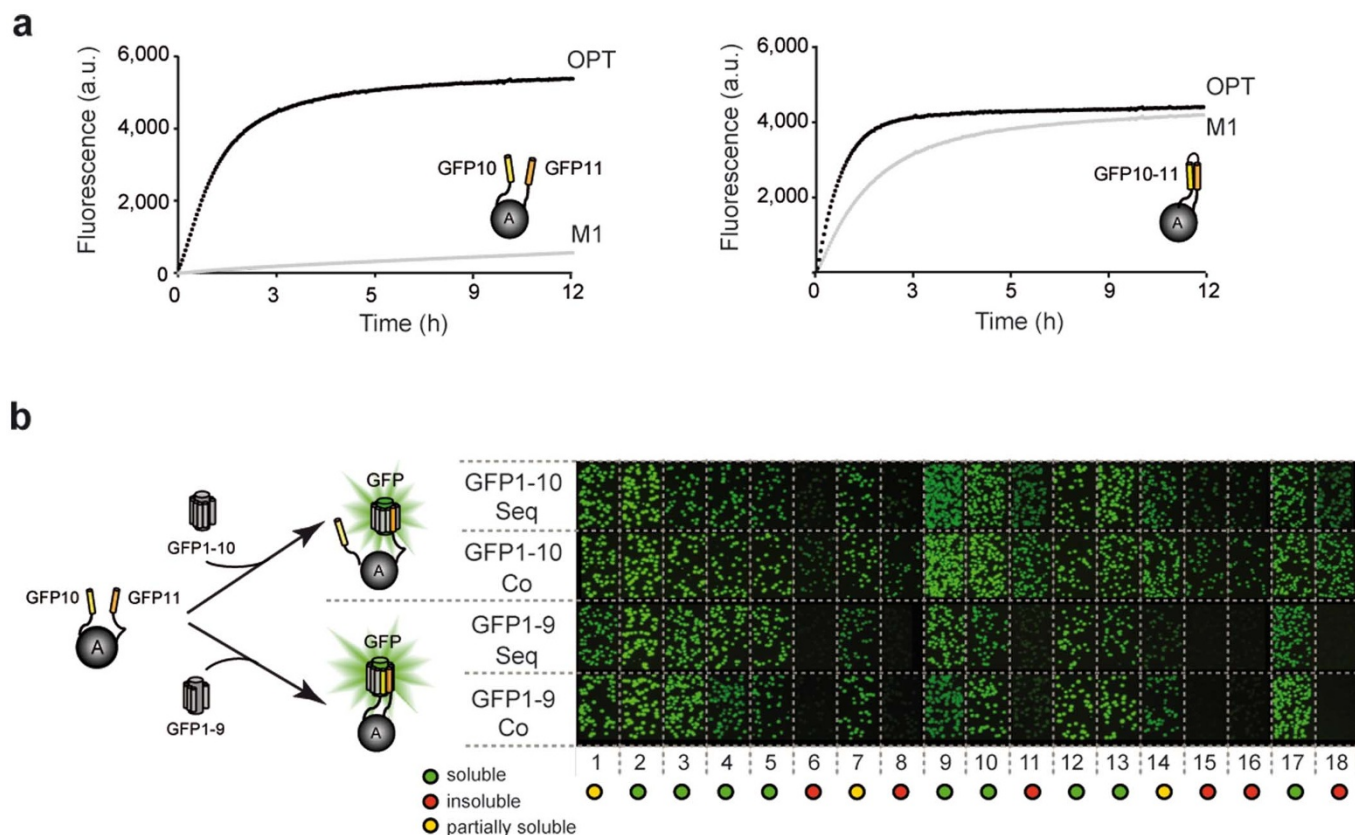 a
6,000
4,000
2,000
0
Fluorescence (a.u.)
OPT
GFP10
GFP11
A
M1
0 3 5 9 12
Time (h)
6,000
4,000
2,000
Fluorescence (a.u.)
OPT
M1
GFP10-11
A
0 3 5 9 12
Time (h)
b
GFP10
GFP11
A
GFP1-10
GFP1-9
GFP
A
GFP
A
GFP1-10
Seq
GFP1-10
Co
GFP1-9
Seq
GFP1-9
Co
1 2 3 4 5 6 7 8 9 10 11 12 13 14 15 16 17 18
soluble
insoluble
partially soluble